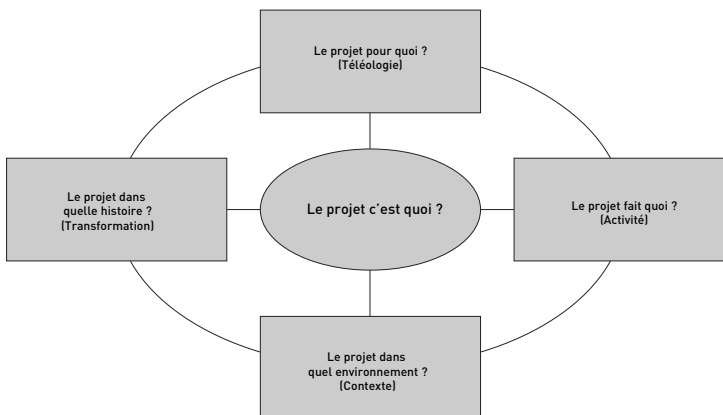 Le projet pour quoi ?
(Téléologie)
Le projet dans
quelle histoire ?
(Transformation)
Le projet c'est quoi ?
Le projet fait quoi ?
(Activité)
Le projet dans
quel environnement ?
(Contexte)